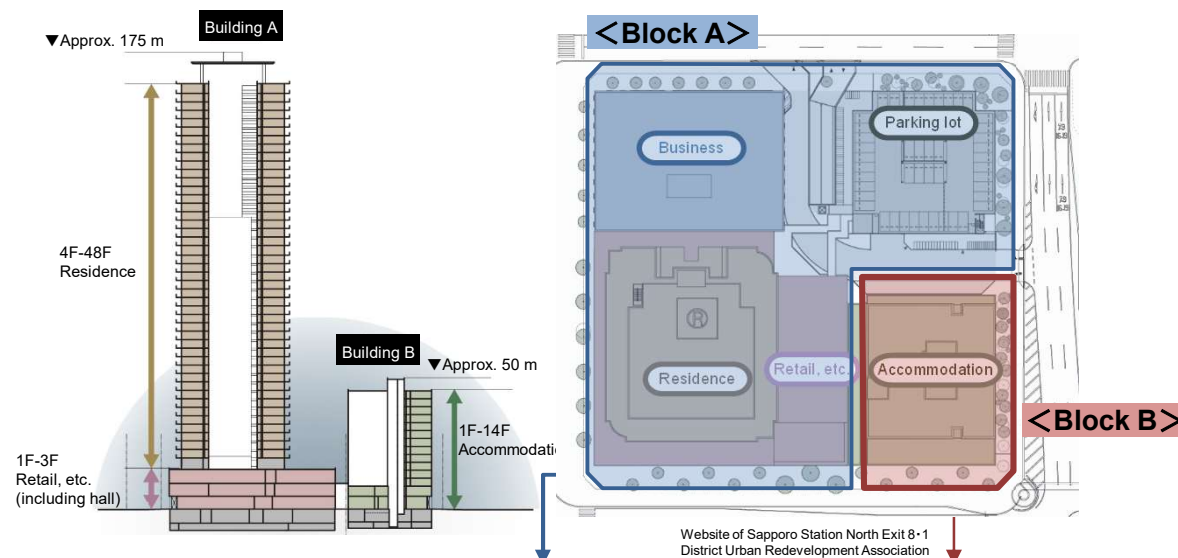 Building A
▼Approx. 175 m
4F-48F
Residence
Building B
▼Approx. 50 m
1F-14F
Accommodatio
1F-3F
Retail, etc.
(including hall)
<Block A>
Business
Parking lot
Residence
Retail, etc.
Accommodation
<Block B>
R
Website of Sapporo Station North Exit 8・1
District Urban Redevelopment Association